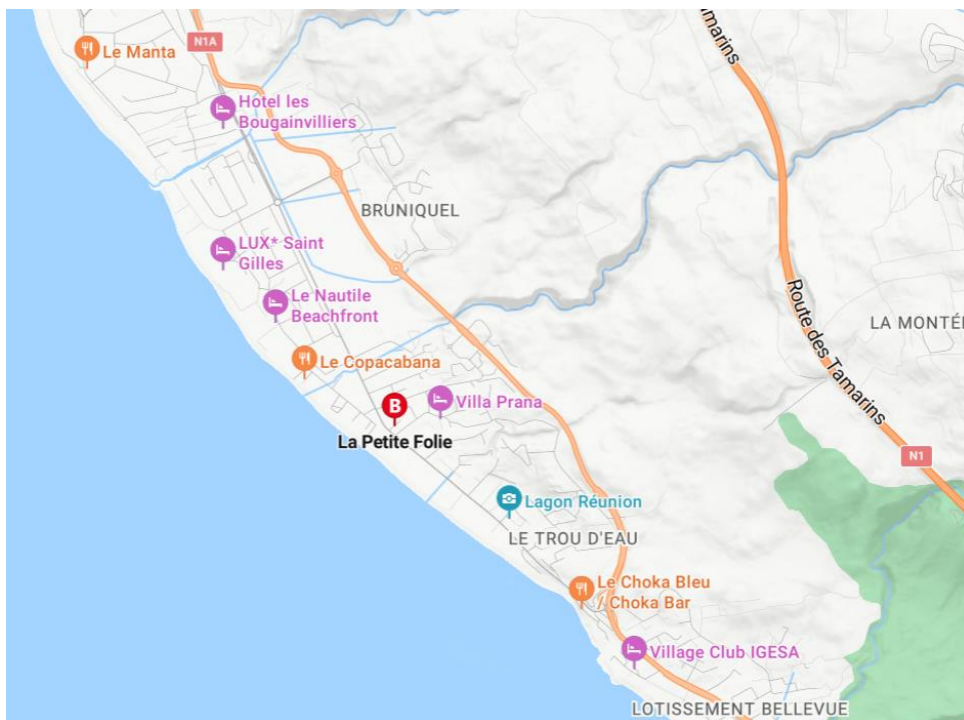 Tamarins
N1A
Le Manta
Hôtel les
Bougainvilliers
BRUNIQUEL
LUX* Saint
Gilles
Le Nautile
Beachfront
Route des Tamarins
LA MONTÉE
Le Copacabana
B
Villa Prana
La Petite Folie
N1
Lagon Réunion
LE TROU D'EAU
Le Choka Bleu
/ Choka Bar
Village Club IGESA
LOTISSEMENT BELLEVUE